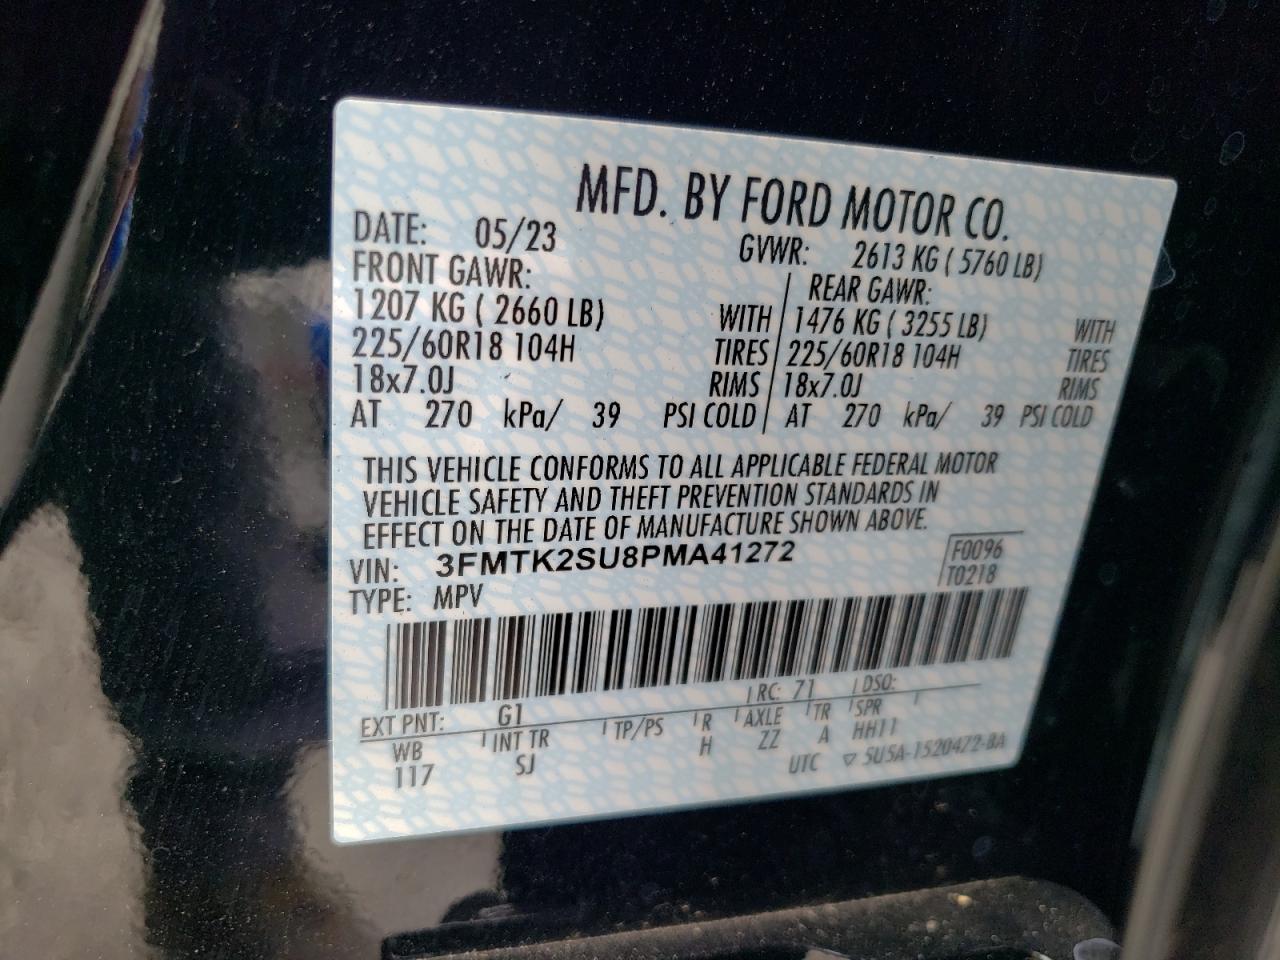 MFD. BY FORD MOTOR CO.
DATE: 05/23 GVWR: 2613 KG ( 5760 LB)
FRONT GAWR: REAR GAWR:
1207 KG ( 2660 LB) WITH 1476 KG ( 3255 LB) WITH
225/60R18 104H TIRES 225/60R18 104H TIRES
18x7.0J RIMS 18x7.0J RIMS
AT 270 kPa/ 39 PSI COLD AT 270 kPa/ 39 PSI COLD
THIS VEHICLE CONFORMS TO ALL APPLICABLE FEDERAL MOTOR
VEHICLE SAFETY AND THEFT PREVENTION STANDARDS IN
EFFECT ON THE DATE OF MANUFACTURE SHOWN ABOVE.
VIN: 3FMTK2SU8PMA41272 F0096
TYPE: MPV T0218
EXT PNT: G1 RC: 71 DSO:
WB INT TR TP/PS R AXLE TR SPR
117 SJ H ZZ A HH11
UTC ▽ 5U5A-1520472-BA